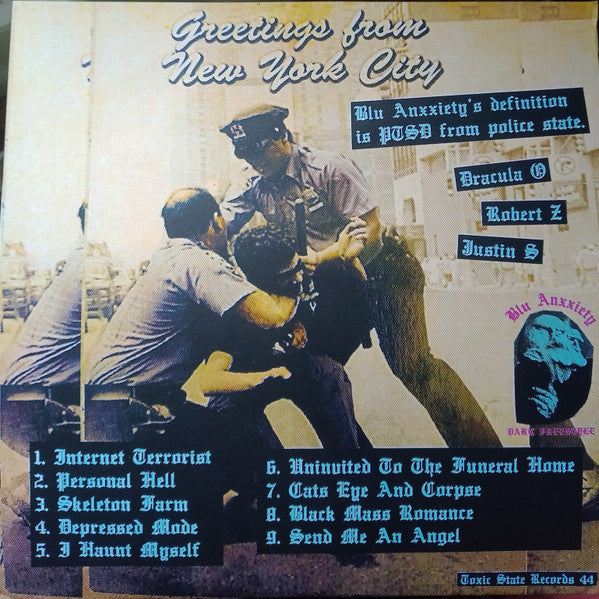 Greetings from
New York City
Blu Anxxiety's definition
is PTSD from police state.
Dracula O
Robert Z
Justin S
Blu Anxxiety
DARK FREESTYLE
1. Internet Terrorist
2. Personal Hell
3. Skeleton Farm
4. Depressed Mode
5. I Haunt Myself
6. Uninvited To The Funeral Home
7. Cats Eye And Corpse
8. Black Mass Romance
9. Send Me An Angel
Toxic State Records 44